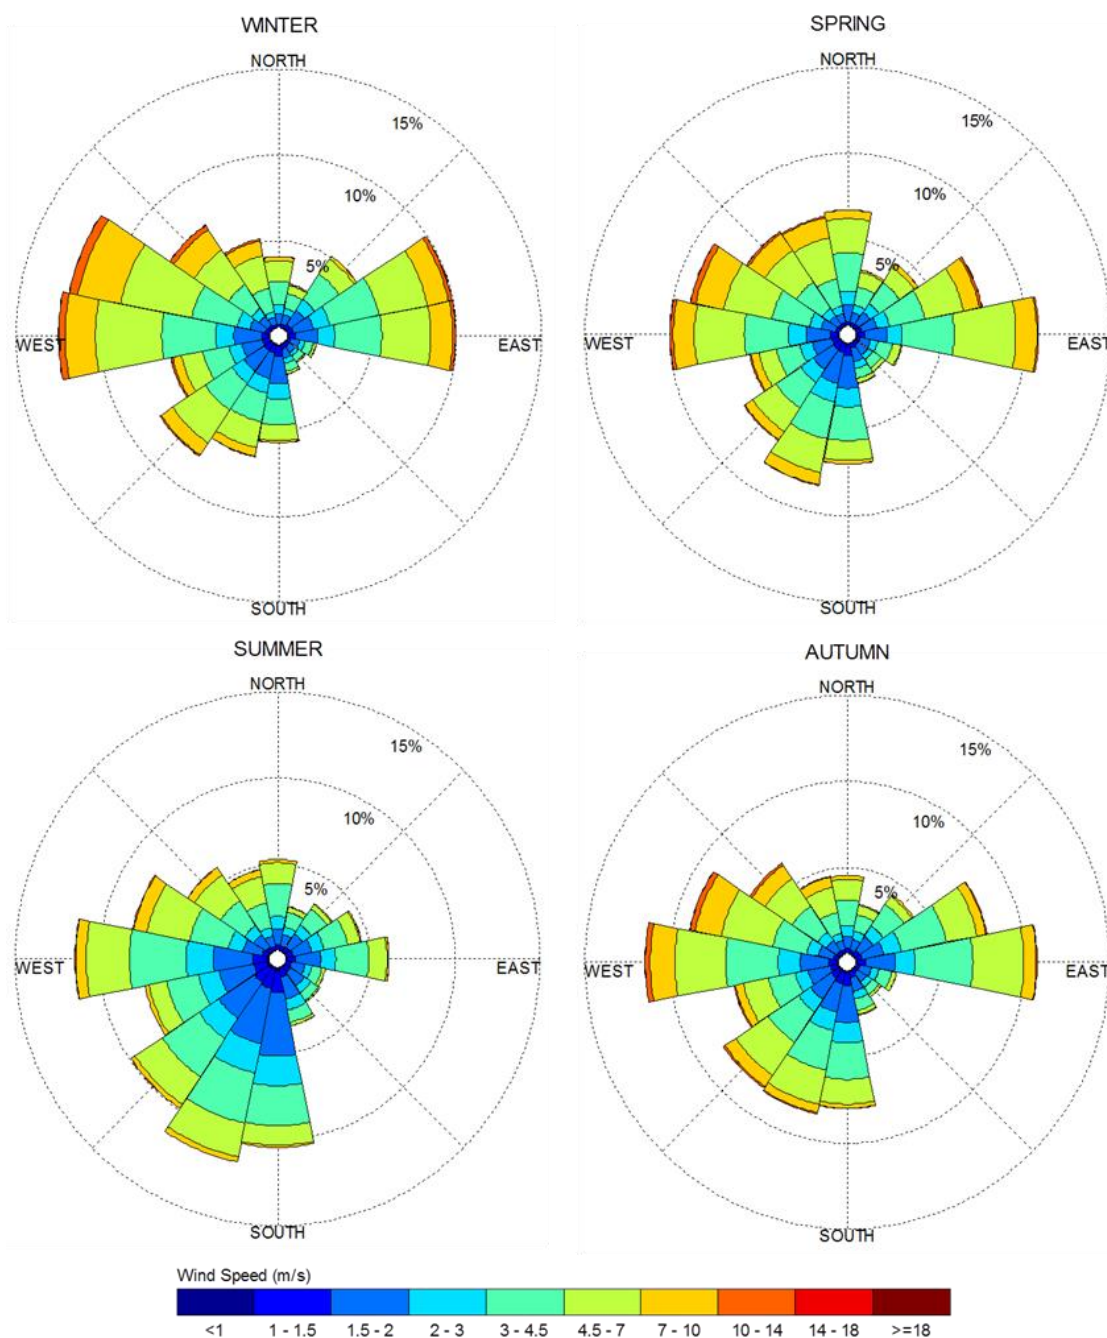 WINTER
NORTH
15%
10%
5%
WEST
EAST
SOUTH
SPRING
NORTH
15%
10%
5%
WEST
EAST
SOUTH
SUMMER
NORTH
15%
10%
5%
WEST
EAST
SOUTH
AUTUMN
NORTH
15%
10%
5%
WEST
EAST
SOUTH
Wind Speed (m/s)
<1 1 - 1.5 1.5 - 2 2 - 3 3 - 4.5 4.5 - 7 7 - 10 10 - 14 14 - 18 >=18